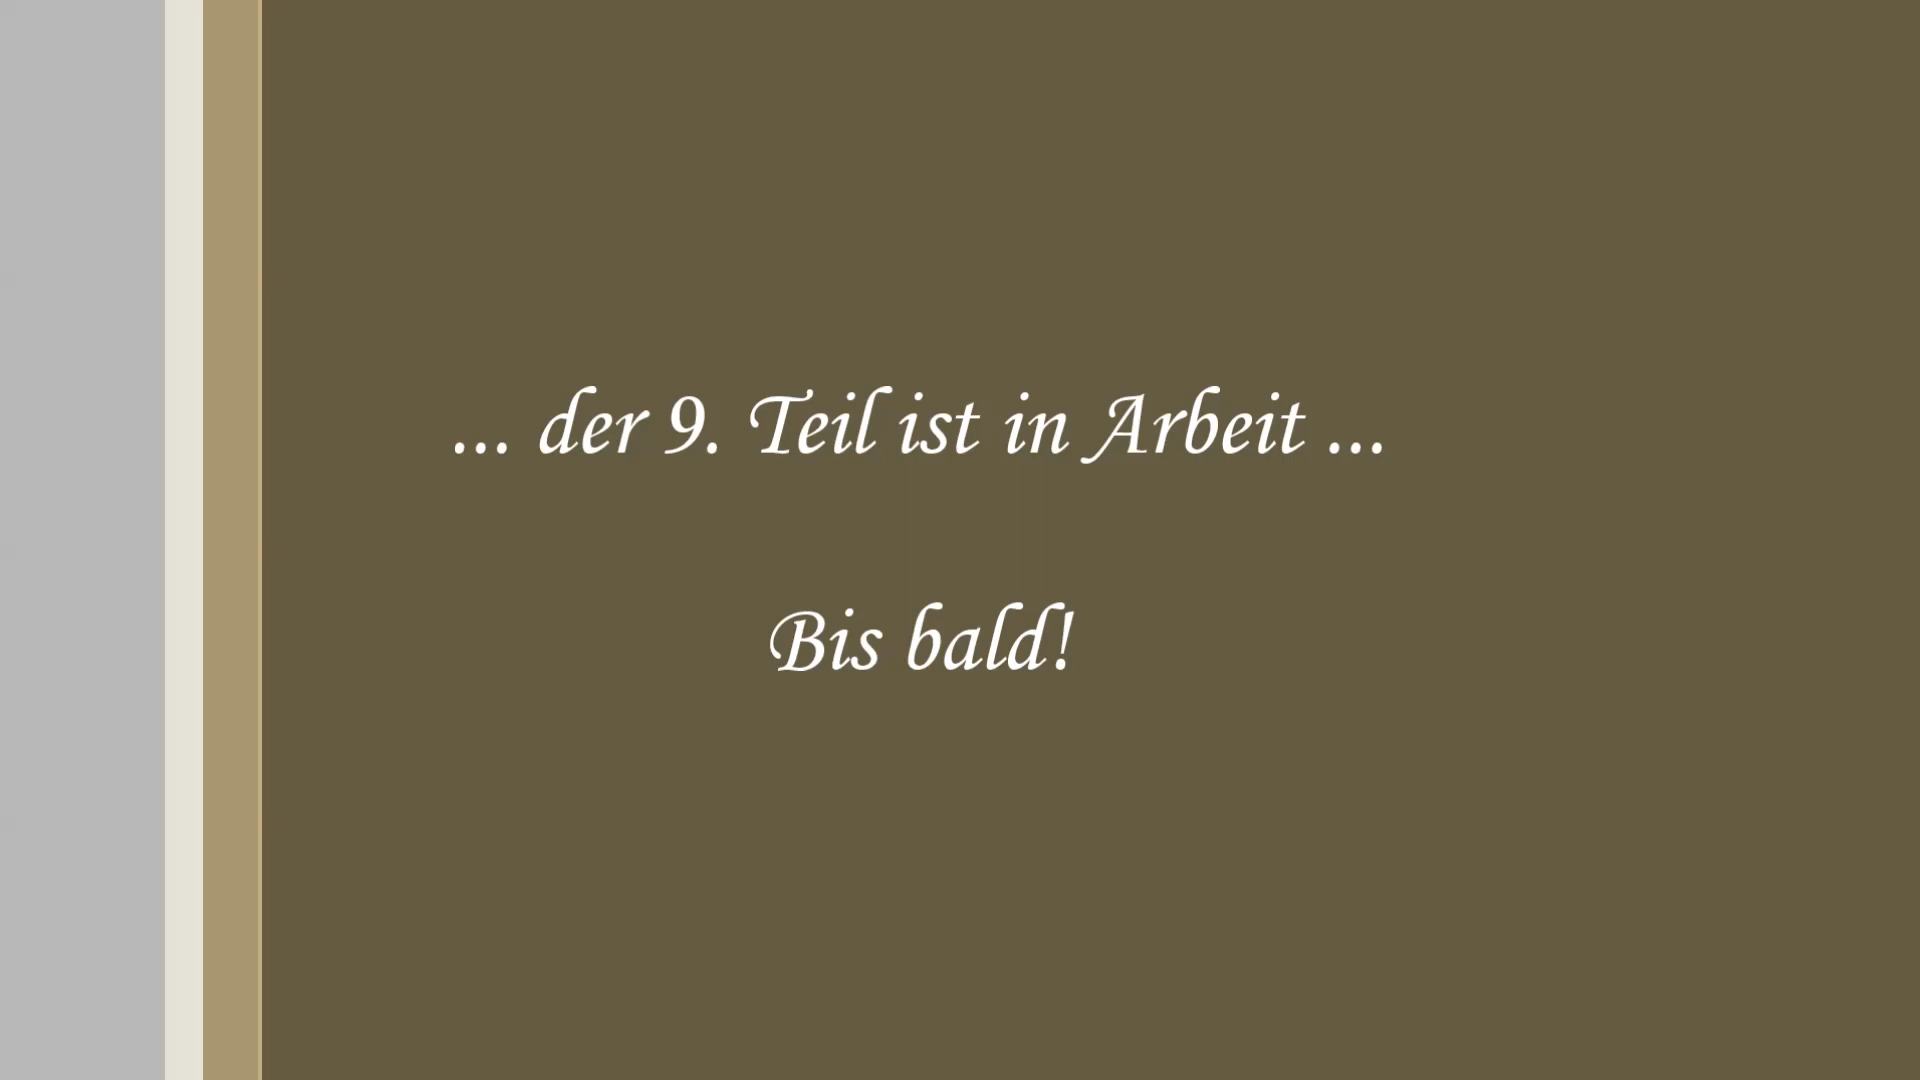 ... der 9. Teil ist in Arbeit ...
Bis bald!